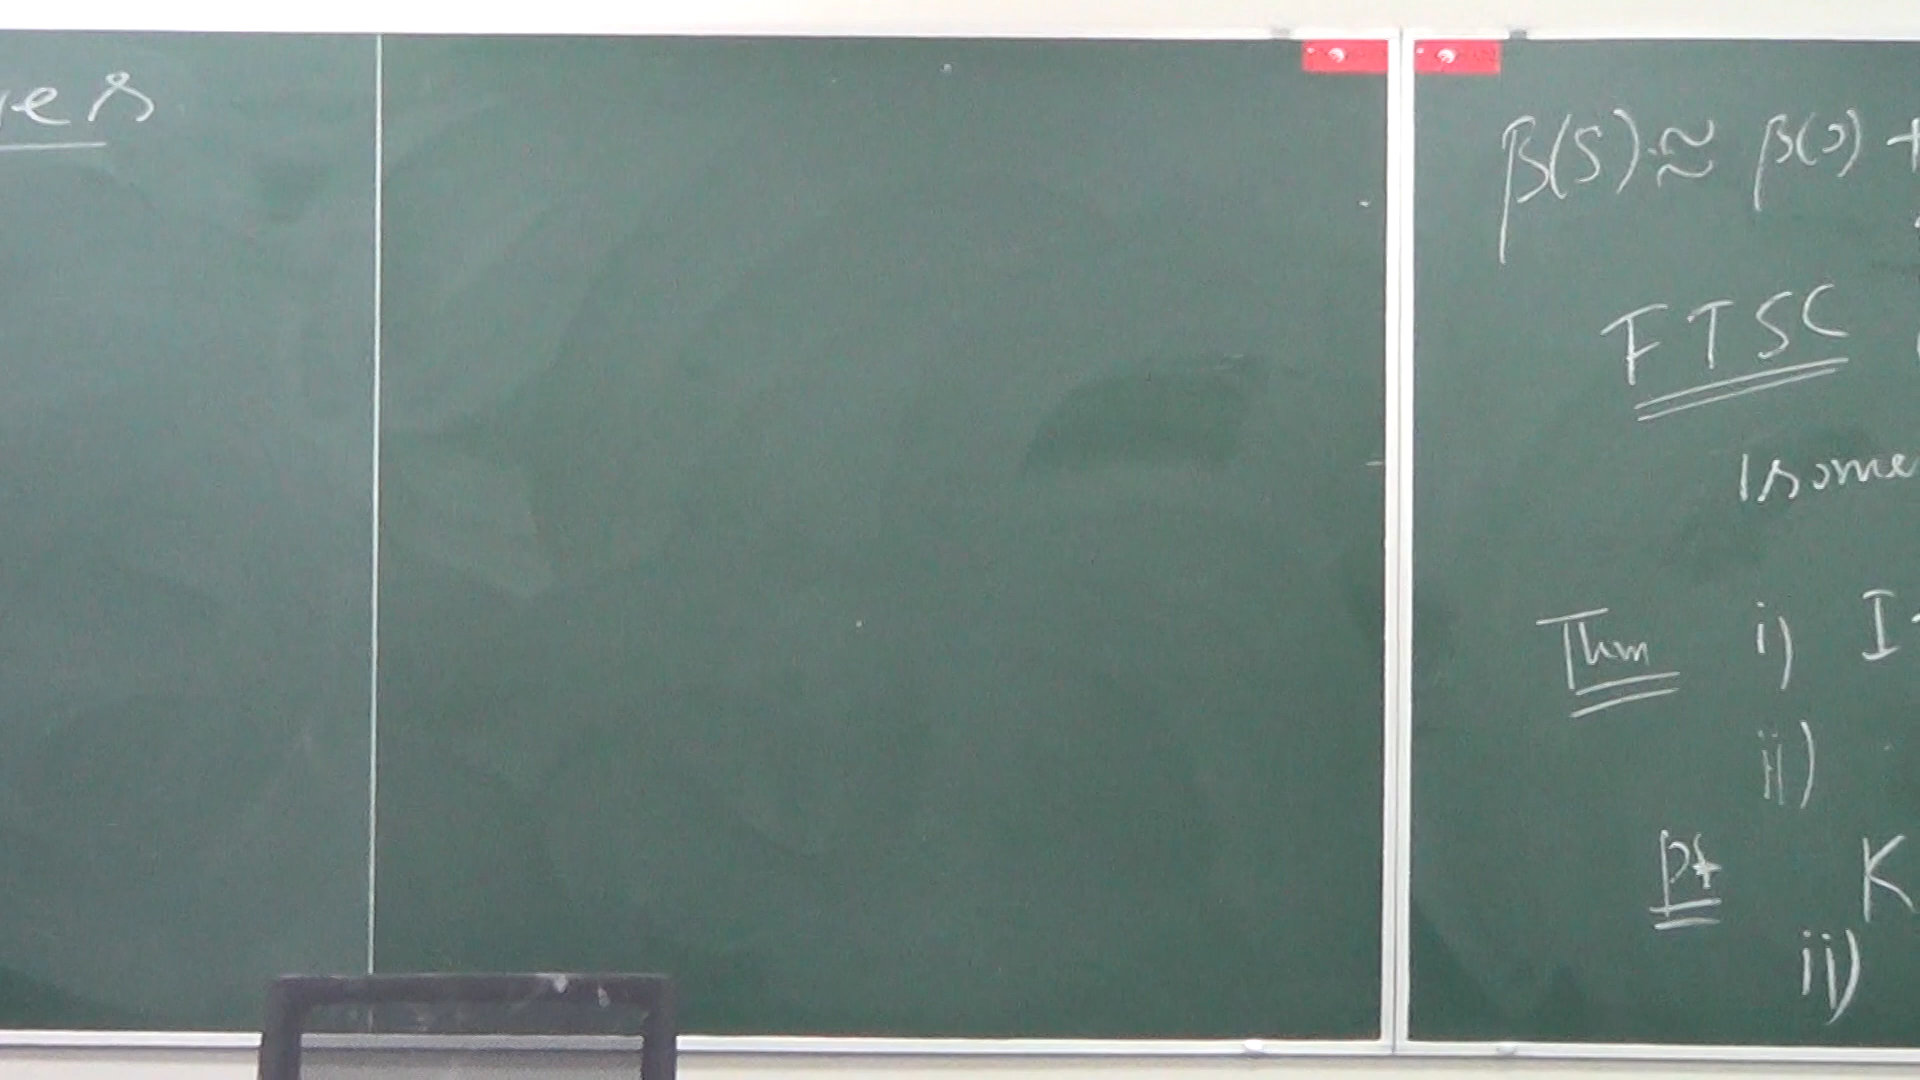 β(s) ≈ β(0) +
FTSC
Isome
Thm i) I
ii)
Pf K
ii)